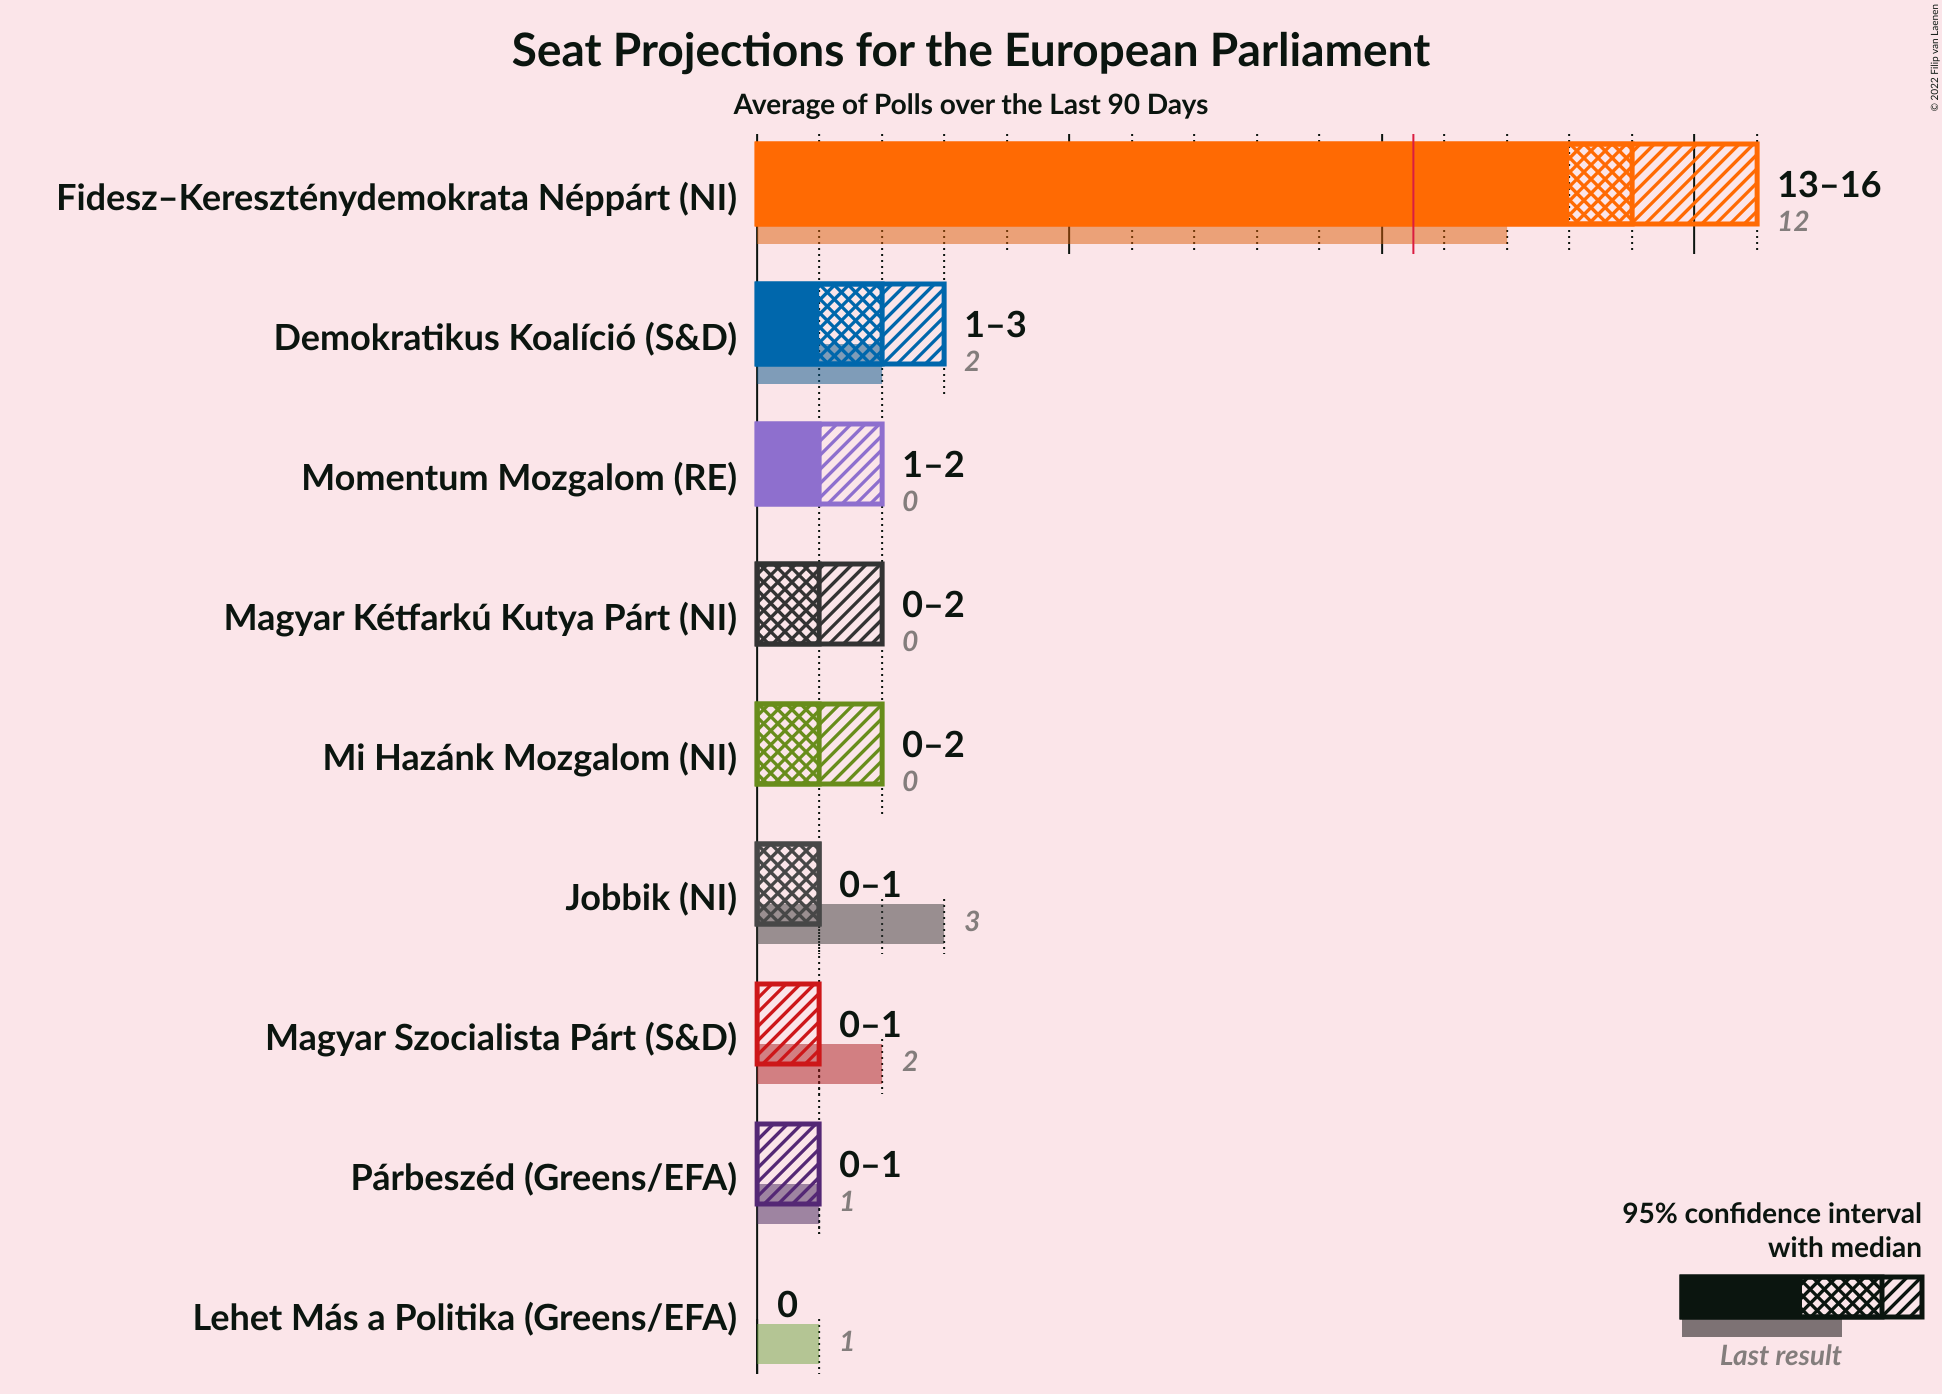 Seat Projections for the European Parliament
Average of Polls over the Last 90 Days
© 2022 Filip van Laenen
Fidesz–Kereszténydemokrata Néppárt (NI)
13–16
12
Demokratikus Koalíció (S&D)
1–3
2
Momentum Mozgalom (RE)
1–2
0
Magyar Kétfarkú Kutya Párt (NI)
0–2
0
Mi Hazánk Mozgalom (NI)
0–2
0
Jobbik (NI)
0–1
3
Magyar Szocialista Párt (S&D)
0–1
2
Párbeszéd (Greens/EFA)
0–1
1
Lehet Más a Politika (Greens/EFA)
0
1
95% confidence interval
with median
Last result